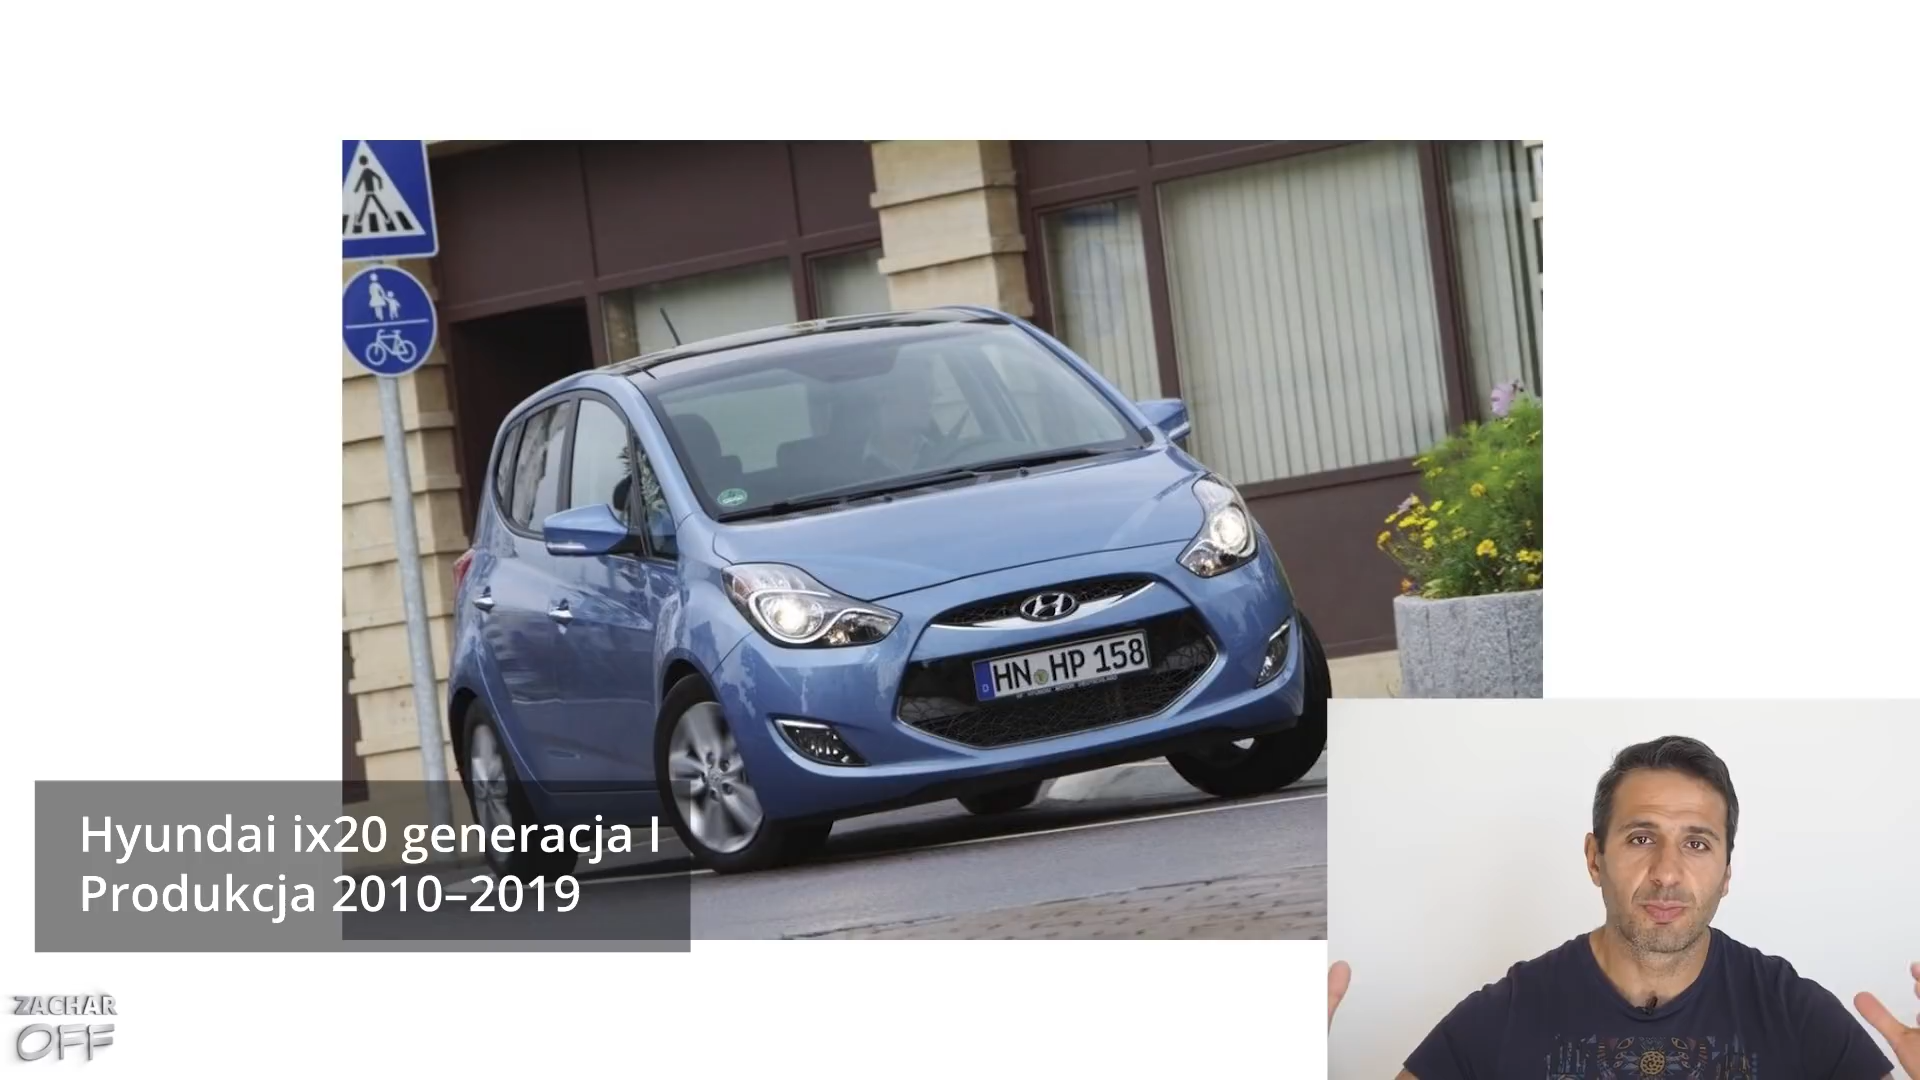 HN HP 158
D
Hyundai ix20 generacja I
Produkcja 2010–2019
ZACHAR
OFF